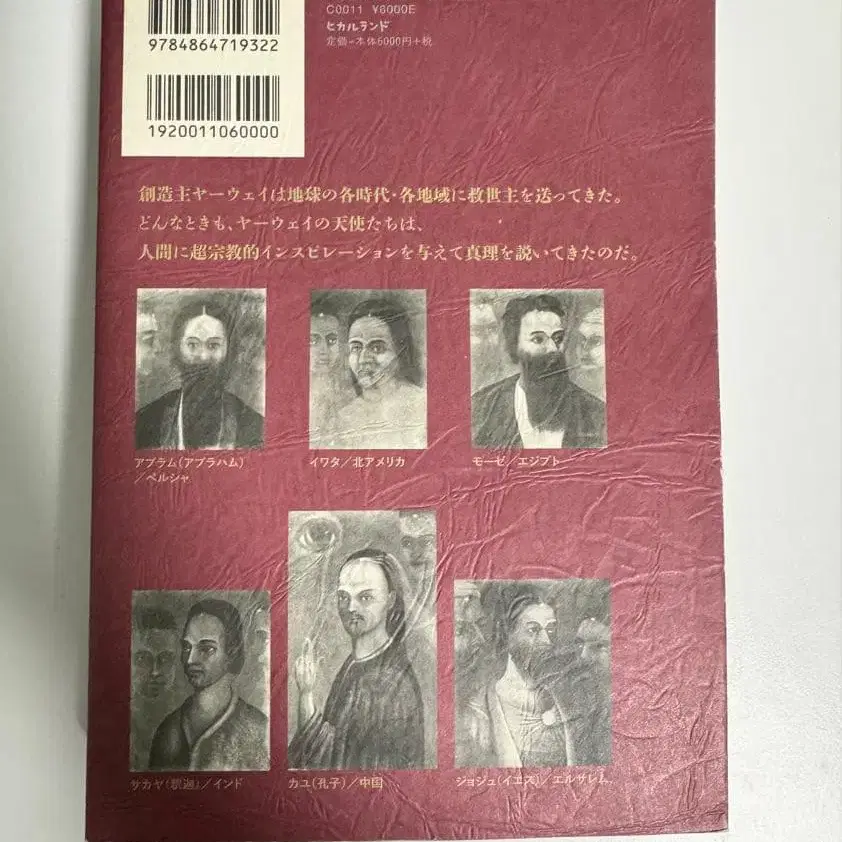 9784864719322
C0011 ¥6000E
ヒカルランド
定価=本体6000円+税
1920011060000
創造主ヤーウェイは地球の各時代・各地域に救世主を送ってきた。
どんなときも、ヤーウェイの天使たちは、
人間に超宗教的インスピレーションを与えて真理を説いてきたのだ。
アブラム(アブラハム)
/ペルシャ
イワタ/北アメリカ
モーゼ/エジプト
サカヤ(釈迦)/インド
カユ(孔子)/中国
ジョシュ(イエス)/エルサレム